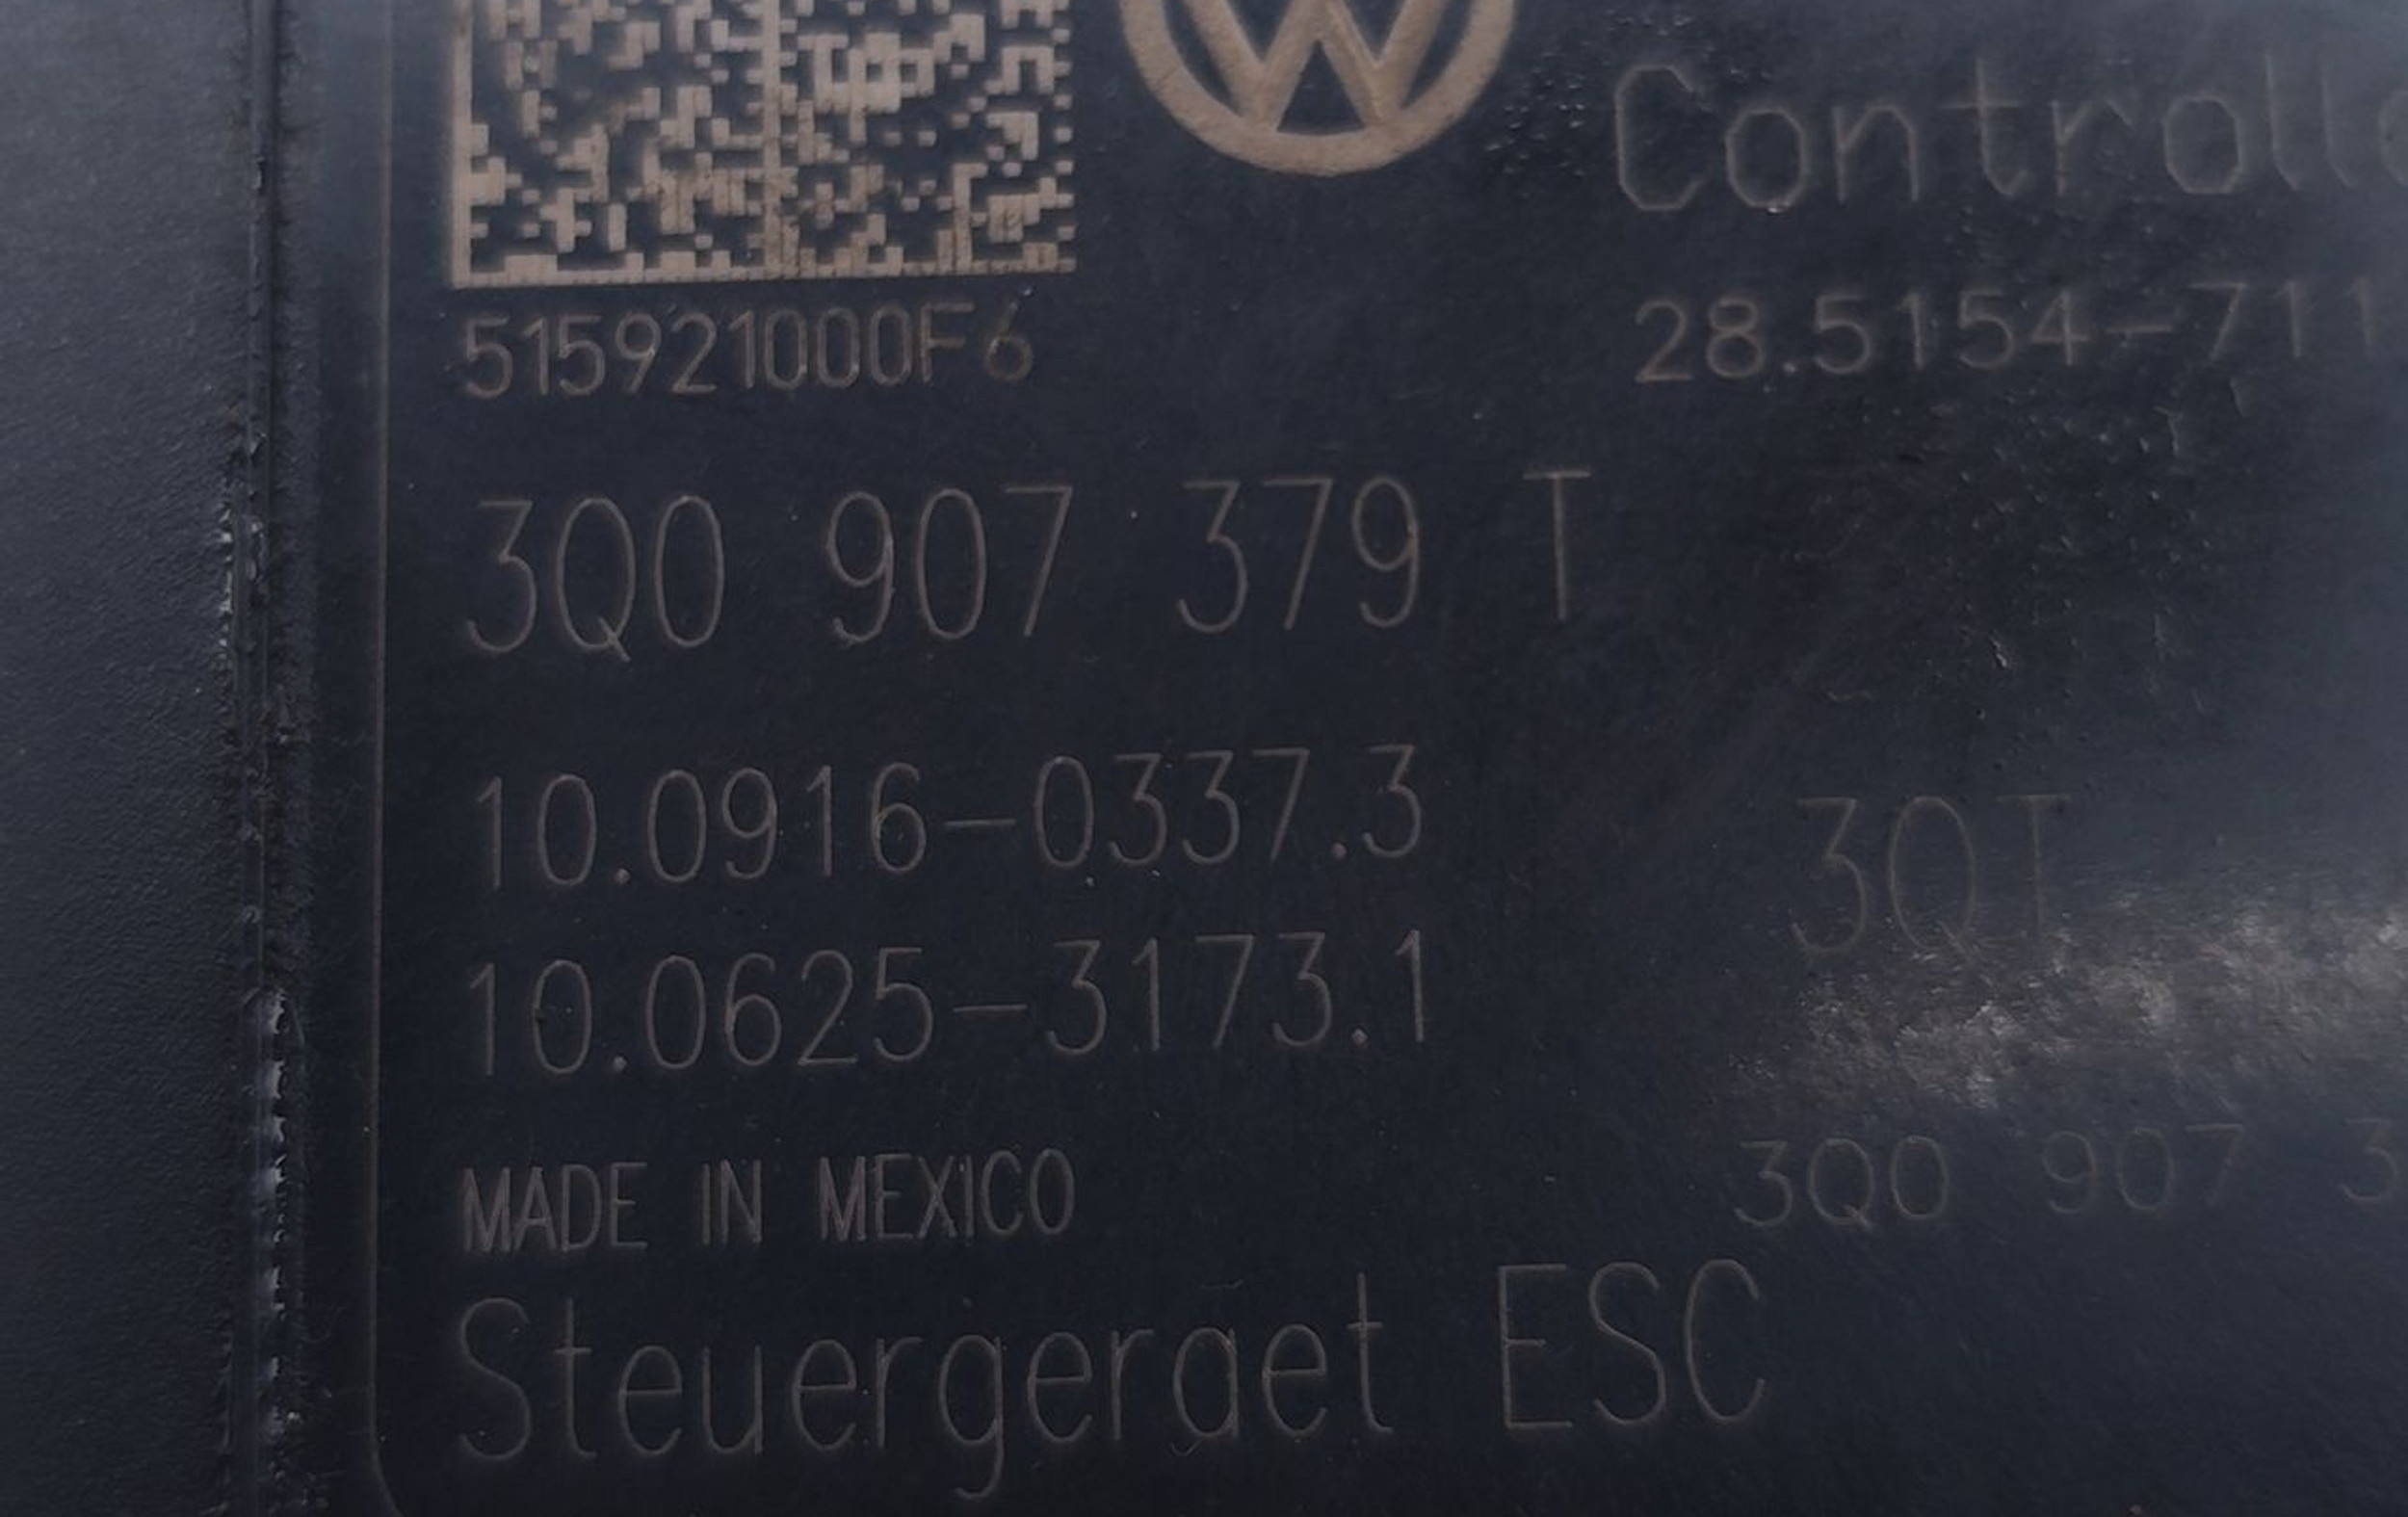 515921000F6
28.5154-711
3Q0 907 379 T
10.0916-0337.3
3QT
10.0625-3173.1
MADE IN MEXICO
3Q0 907 3
Steuergeraet ESC